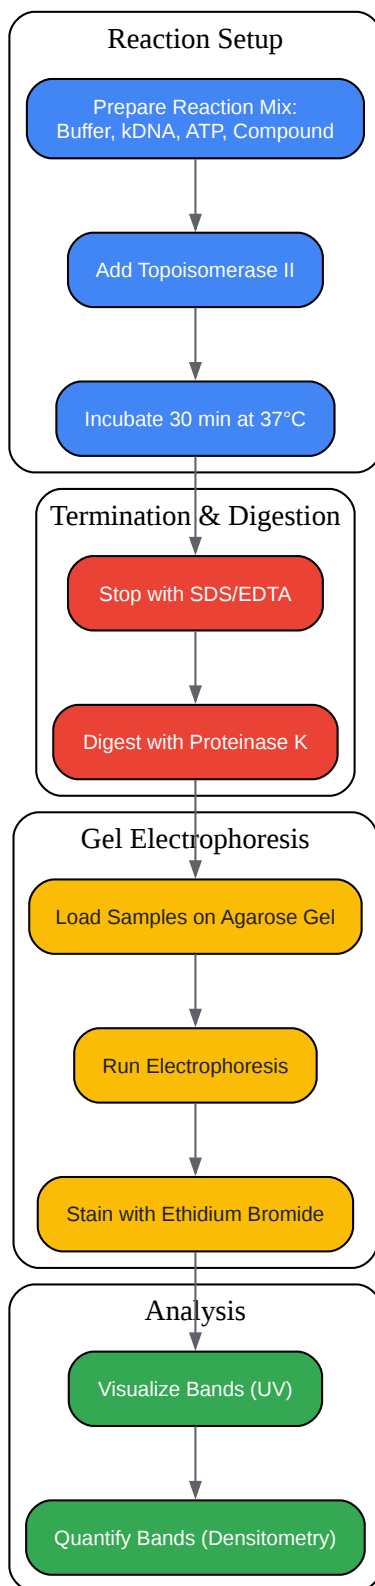 Reaction Setup
Prepare Reaction Mix:
Buffer, kDNA, ATP, Compound
Add Topoisomerase II
Incubate 30 min at 37°C
Termination & Digestion
Stop with SDS/EDTA
Digest with Proteinase K
Gel Electrophoresis
Load Samples on Agarose Gel
Run Electrophoresis
Stain with Ethidium Bromide
Analysis
Visualize Bands (UV)
Quantify Bands (Densitometry)